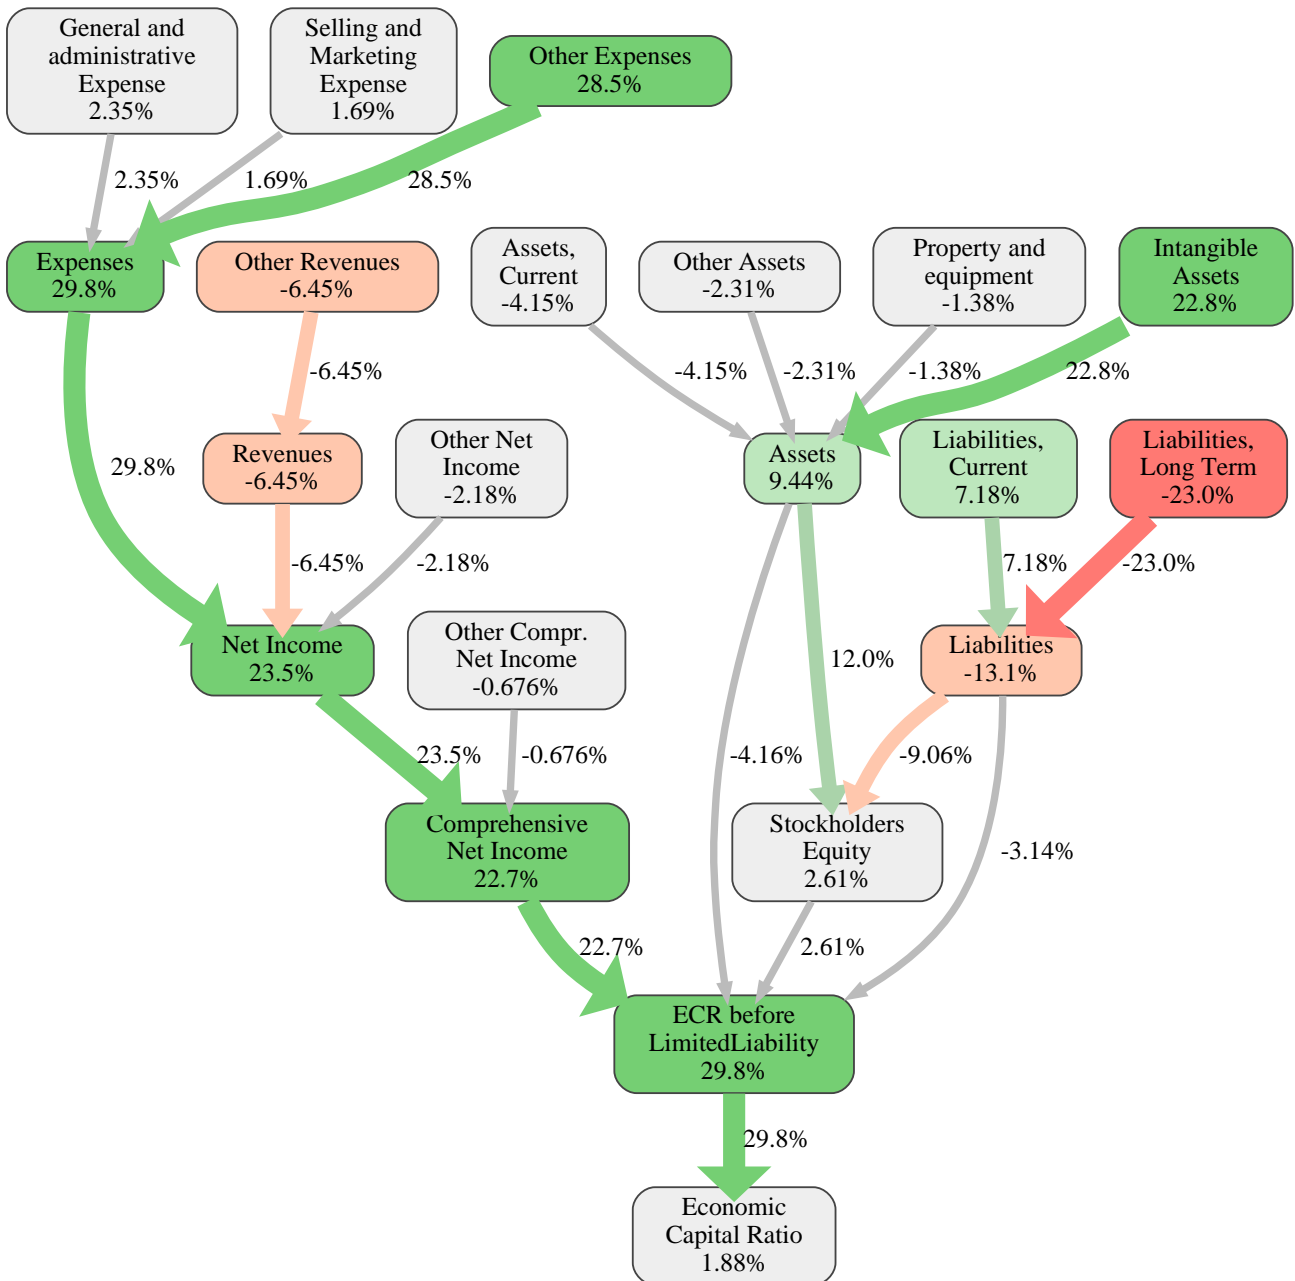 General and
administrative
Expense
2.35%
Selling and
Marketing
Expense
1.69%
Other Expenses
28.5%
2.35%
1.69%
28.5%
Expenses
29.8%
Other Revenues
-6.45%
Assets,
Current
-4.15%
Other Assets
-2.31%
Property and
equipment
-1.38%
Intangible
Assets
22.8%
-6.45%
-4.15%
-2.31%
-1.38%
22.8%
29.8%
Revenues
-6.45%
Other Net
Income
-2.18%
Assets
9.44%
Liabilities,
Current
7.18%
Liabilities,
Long Term
-23.0%
-6.45%
-2.18%
7.18%
-23.0%
Net Income
23.5%
Other Compr.
Net Income
-0.676%
12.0%
Liabilities
-13.1%
23.5%
-0.676%
-4.16%
-9.06%
Comprehensive
Net Income
22.7%
Stockholders
Equity
2.61%
-3.14%
22.7%
2.61%
ECR before
LimitedLiability
29.8%
29.8%
Economic
Capital Ratio
1.88%